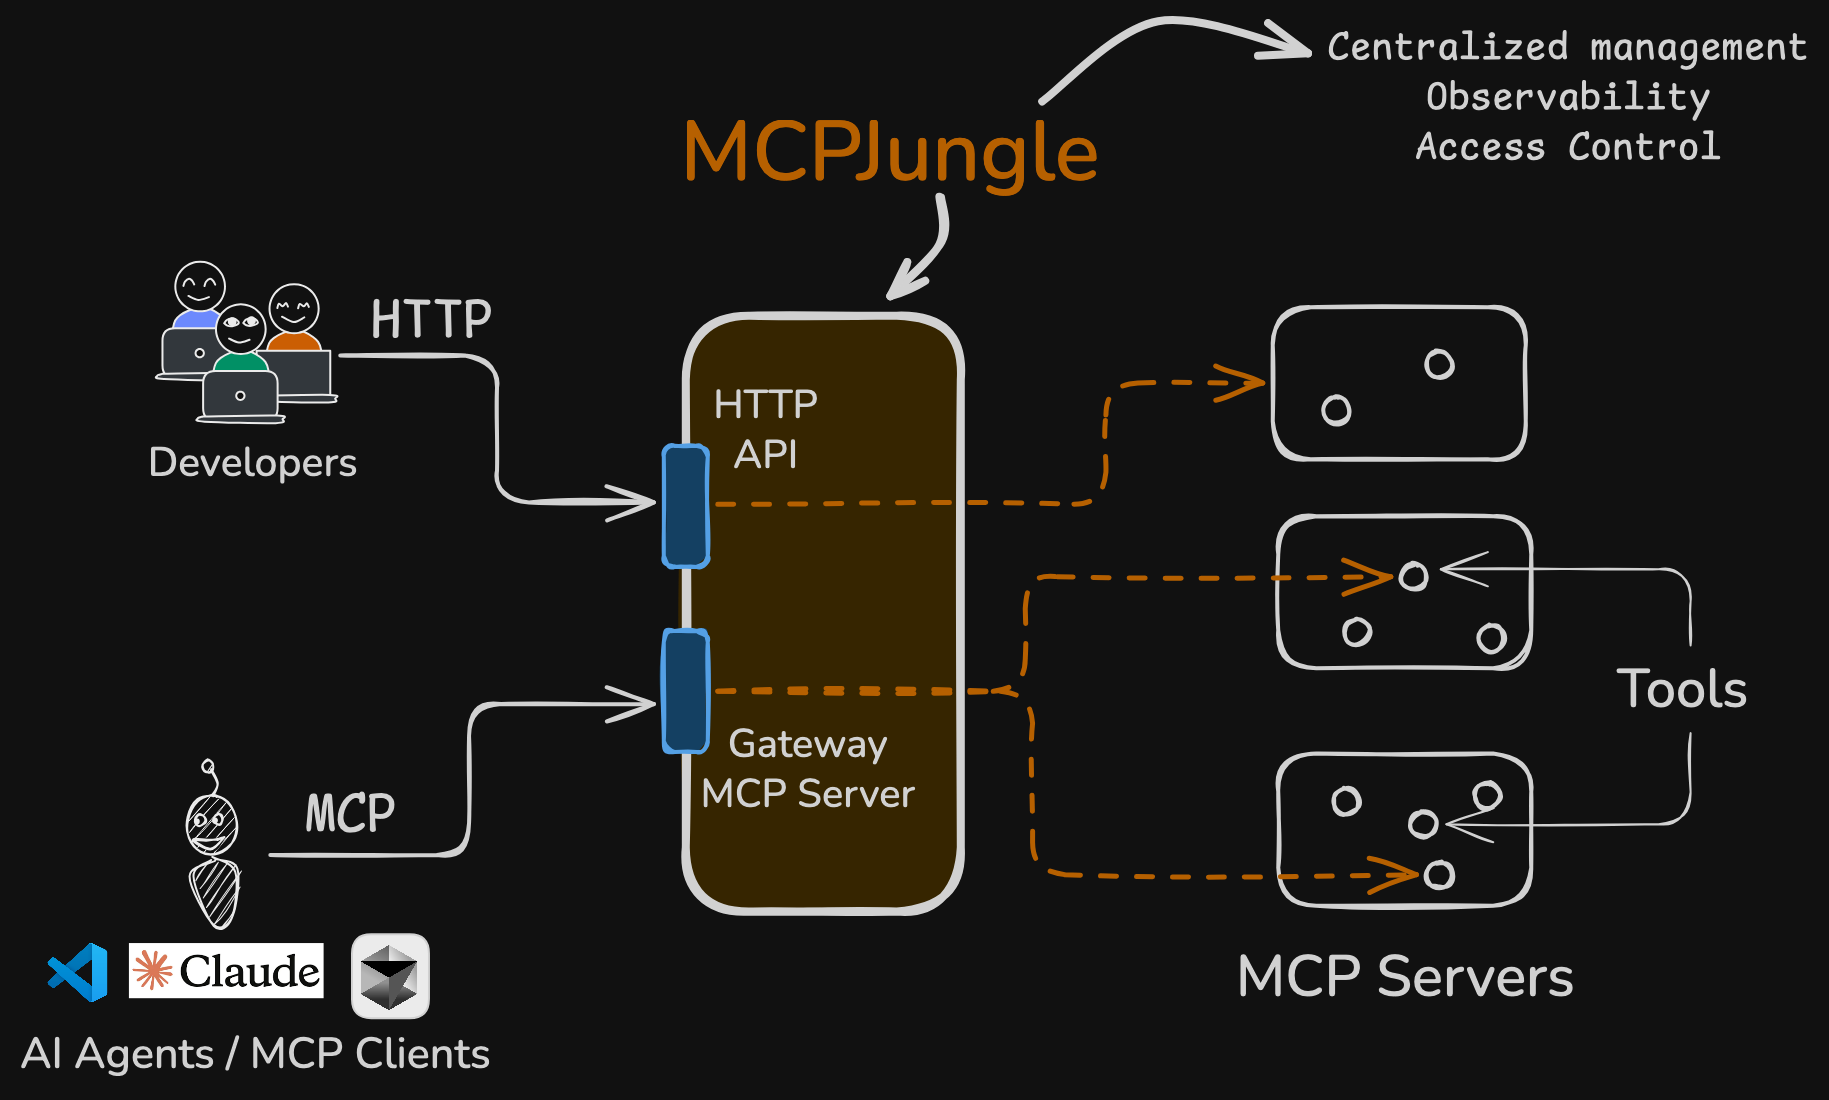 Centralized management
Observability
Access Control
MCPJungle
HTTP
Developers
HTTP
API
Gateway
MCP Server
MCP
Claude
AI Agents / MCP Clients
Tools
MCP Servers